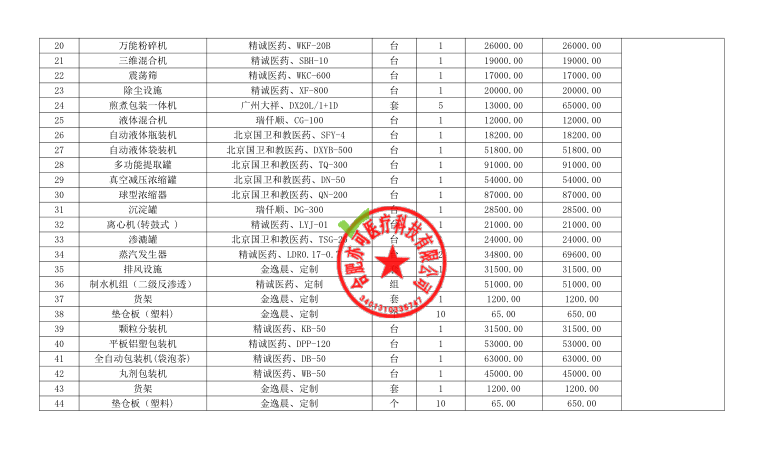 20 万能粉碎机 精诚医药、WKF-20B 台 1 26000.00 26000.00
21 三维混合机 精诚医药、SBH-10 台 1 19000.00 19000.00
22 震荡筛 精诚医药、WKC-600 台 1 17000.00 17000.00
23 除尘设施 精诚医药、XF-800 台 1 20000.00 20000.00
24 煎煮包装一体机 广州大祥、DX20L/1+1D 套 5 13000.00 65000.00
25 液体混合机 瑞仟顺、CG-100 台 1 12000.00 12000.00
26 自动液体瓶装机 北京国卫和教医药、SFY-4 台 1 18200.00 18200.00
27 自动液体袋装机 北京国卫和教医药、DXYB-500 台 1 51800.00 51800.00
28 多功能提取罐 北京国卫和教医药、TQ-300 台 1 91000.00 91000.00
29 真空减压浓缩罐 北京国卫和教医药、DN-50 台 1 54000.00 54000.00
30 球型浓缩器 北京国卫和教医药、QN-200 台 1 87000.00 87000.00
31 沉淀罐 瑞仟顺、DG-300 台 1 28500.00 28500.00
32 离心机(转鼓式 ) 精诚医药、LYJ-01 台 1 21000.00 21000.00
33 渗漉罐 北京国卫和教医药、TSG-20 台 1 24000.00 24000.00
34 蒸汽发生器 精诚医药、LDR0.17-0.7 台 2 34800.00 69600.00
35 排风设施 金逸晨、定制 1 31500.00 31500.00
36 制水机组（二级反渗透） 精诚医药、定制 组 1 51000.00 51000.00
37 货架 金逸晨、定制 套 1 1200.00 1200.00
38 垫仓板（塑料) 金逸晨、定制 10 65.00 650.00
39 颗粒分装机 精诚医药、KB-50 台 1 31500.00 31500.00
40 平板铝塑包装机 精诚医药、DPP-120 台 1 53000.00 53000.00
41 全自动包装机(袋泡茶) 精诚医药、DB-50 台 1 63000.00 63000.00
42 丸剂包装机 精诚医药、WB-50 台 1 45000.00 45000.00
43 货架 金逸晨、定制 套 1 1200.00 1200.00
44 垫仓板（塑料) 金逸晨、定制 个 10 65.00 650.00
合肥亦可医疗科技有限公司